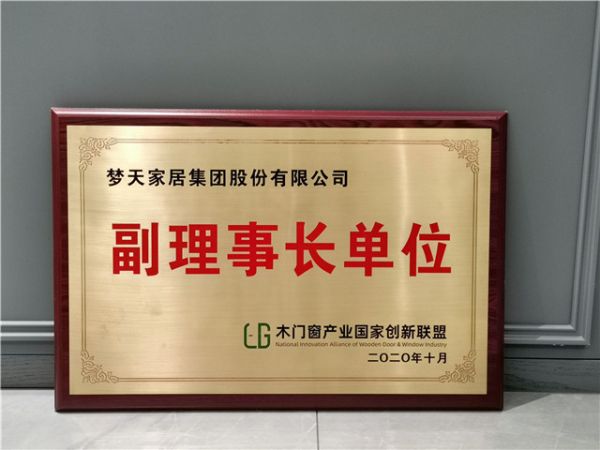 梦天家居集团股份有限公司
副理事长单位
木门窗产业国家创新联盟
National Innovation Alliance of Wooden Door & Window Industry
二〇二〇年十月